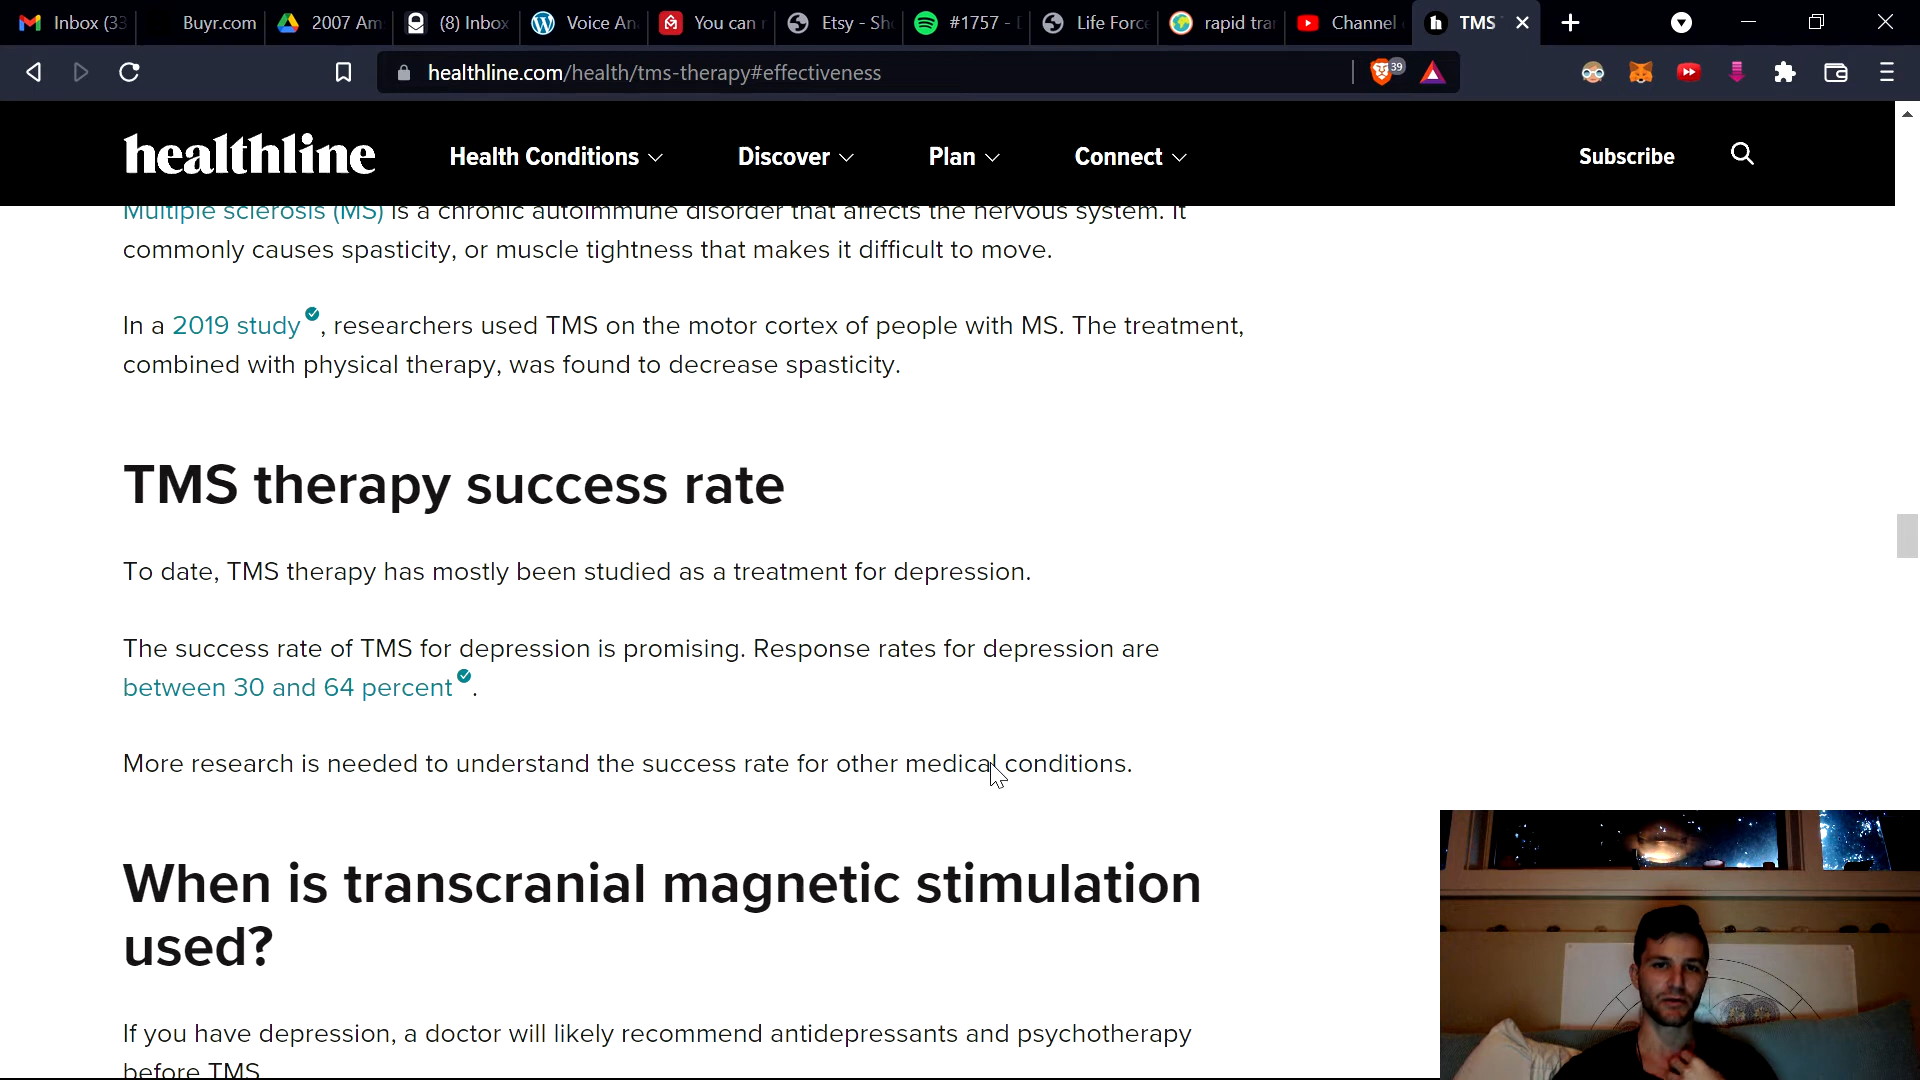 Inbox (33
Buyr.com
2007 Am
(8) Inbox
Voice An
You can
Etsy - Sh
#1757 -
Life Force
rapid tra
Channel
TMS
healthline.com/health/tms-therapy#effectiveness
39
healthline
Health Conditions
Discover
Plan
Connect
Subscribe
Multiple sclerosis (MS) is a chronic autoimmune disorder that affects the nervous system. It
commonly causes spasticity, or muscle tightness that makes it difficult to move.
In a 2019 study, researchers used TMS on the motor cortex of people with MS. The treatment,
combined with physical therapy, was found to decrease spasticity.
TMS therapy success rate
To date, TMS therapy has mostly been studied as a treatment for depression.
The success rate of TMS for depression is promising. Response rates for depression are
between 30 and 64 percent.
More research is needed to understand the success rate for other medical conditions.
When is transcranial magnetic stimulation
used?
If you have depression, a doctor will likely recommend antidepressants and psychotherapy
before TMS.